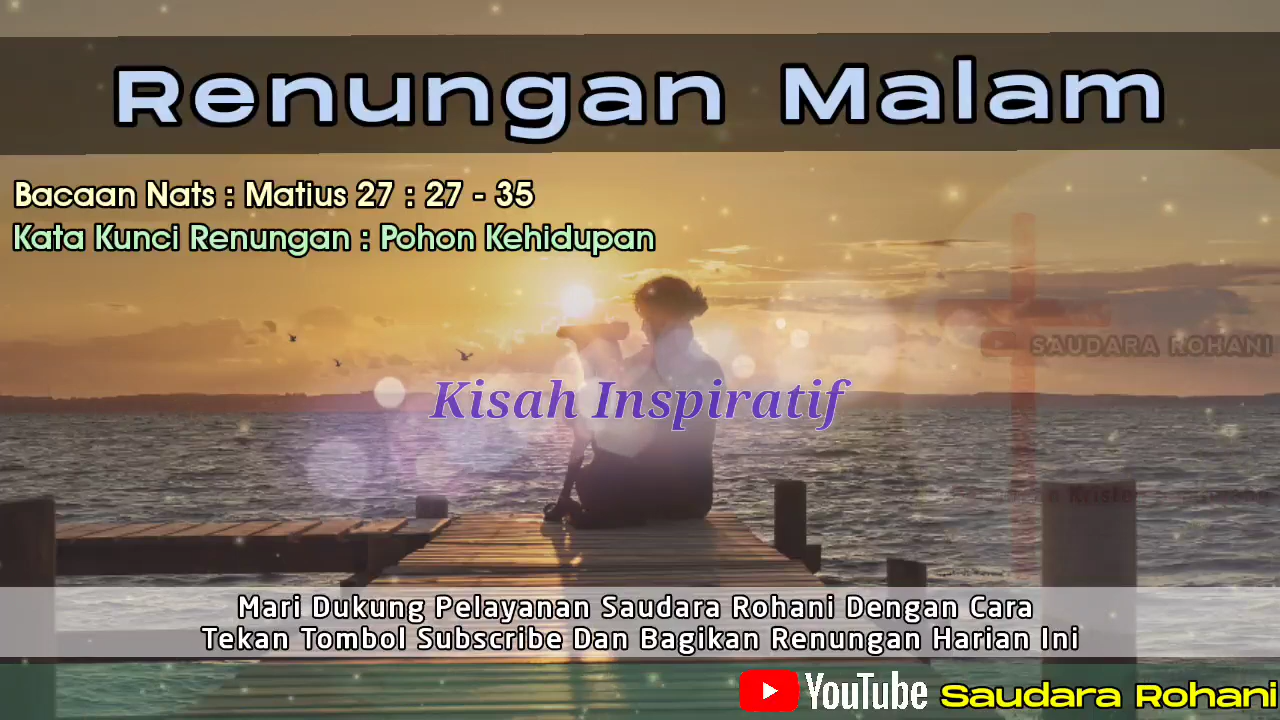 Renungan Malam
Bacaan Nats : Matius 27 : 27 - 35
Kata Kunci Renungan : Pohon Kehidupan
SAUDARA ROHANI
Kisah Inspiratif
Mari Dukung Pelayanan Saudara Rohani Dengan Cara
Tekan Tombol Subscribe Dan Bagikan Renungan Harian Ini
YouTube Saudara Rohani